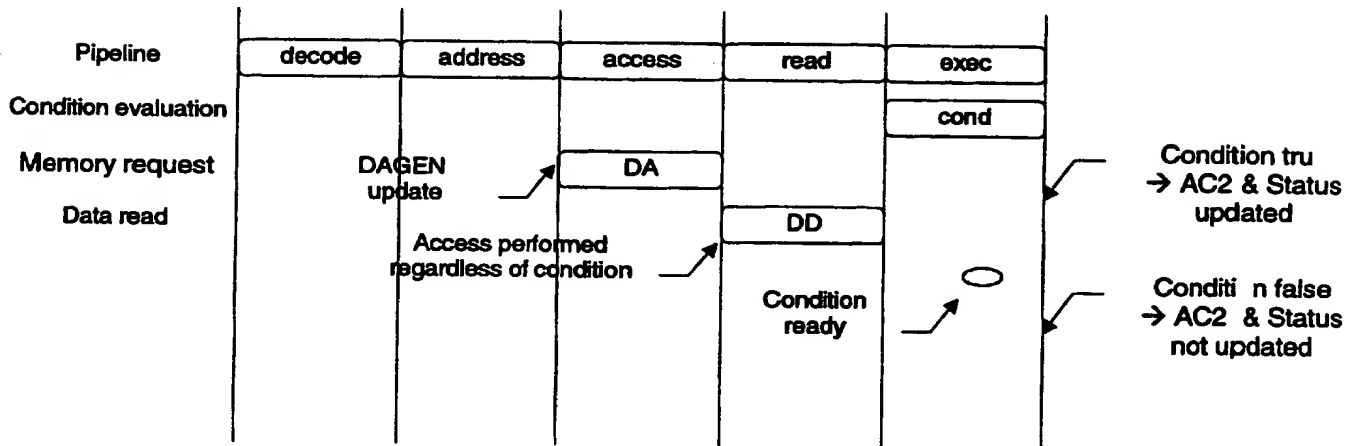 Pipeline decode address access read exec
Condition evaluation cond
Memory request DAGEN update DA
Condition tru
→ AC2 & Status
updated
Data read DD
Access performed
regardless of condition
Condition
ready
Conditi n false
→ AC2 & Status
not updated